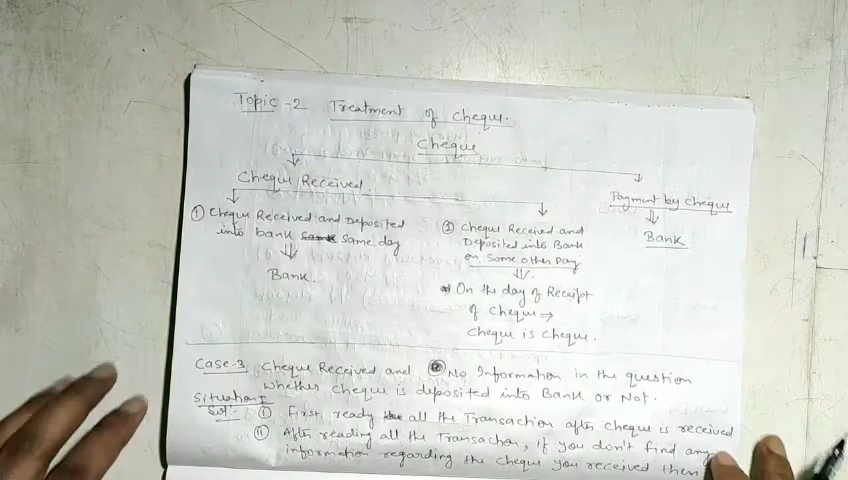 Topic-2 Treatment of Cheque.
Cheque
Cheque Received
Payment by Cheque
Bank
① Cheque Received and Deposited
into bank same day
Bank.
② Cheque Received and
Deposited into Bank
on Some other Day
On the day of Receipt
of Cheque ⇒
Cheque is Cheque.
Case-3 Cheque Received and No Information in the question
whether cheque is deposited into Bank or Not.
Situation I
Sol:- ① First ready all the Transaction after cheque is received
⑪ After reading all the Transaction, if you don't find any
information regarding the cheque you received then